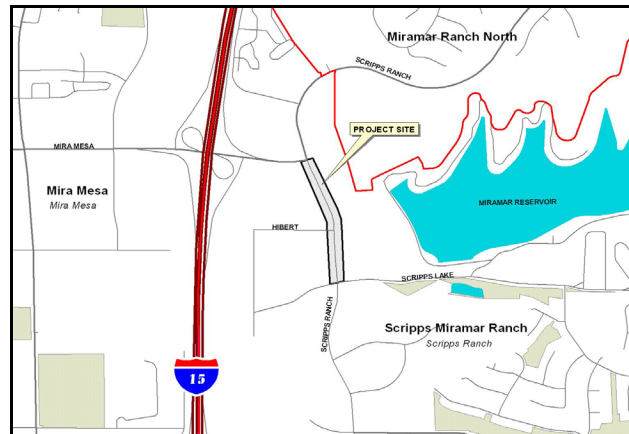 Miramar Ranch North
SCRIPPS RANCH
PROJECT SITE
MIRA MESA
Mira Mesa
Mira Mesa
MIRAMAR RESERVOIR
HIBERT
SCRIPPS LAKE
SCRIPPS RANCH
Scripps Miramar Ranch
Scripps Ranch
15